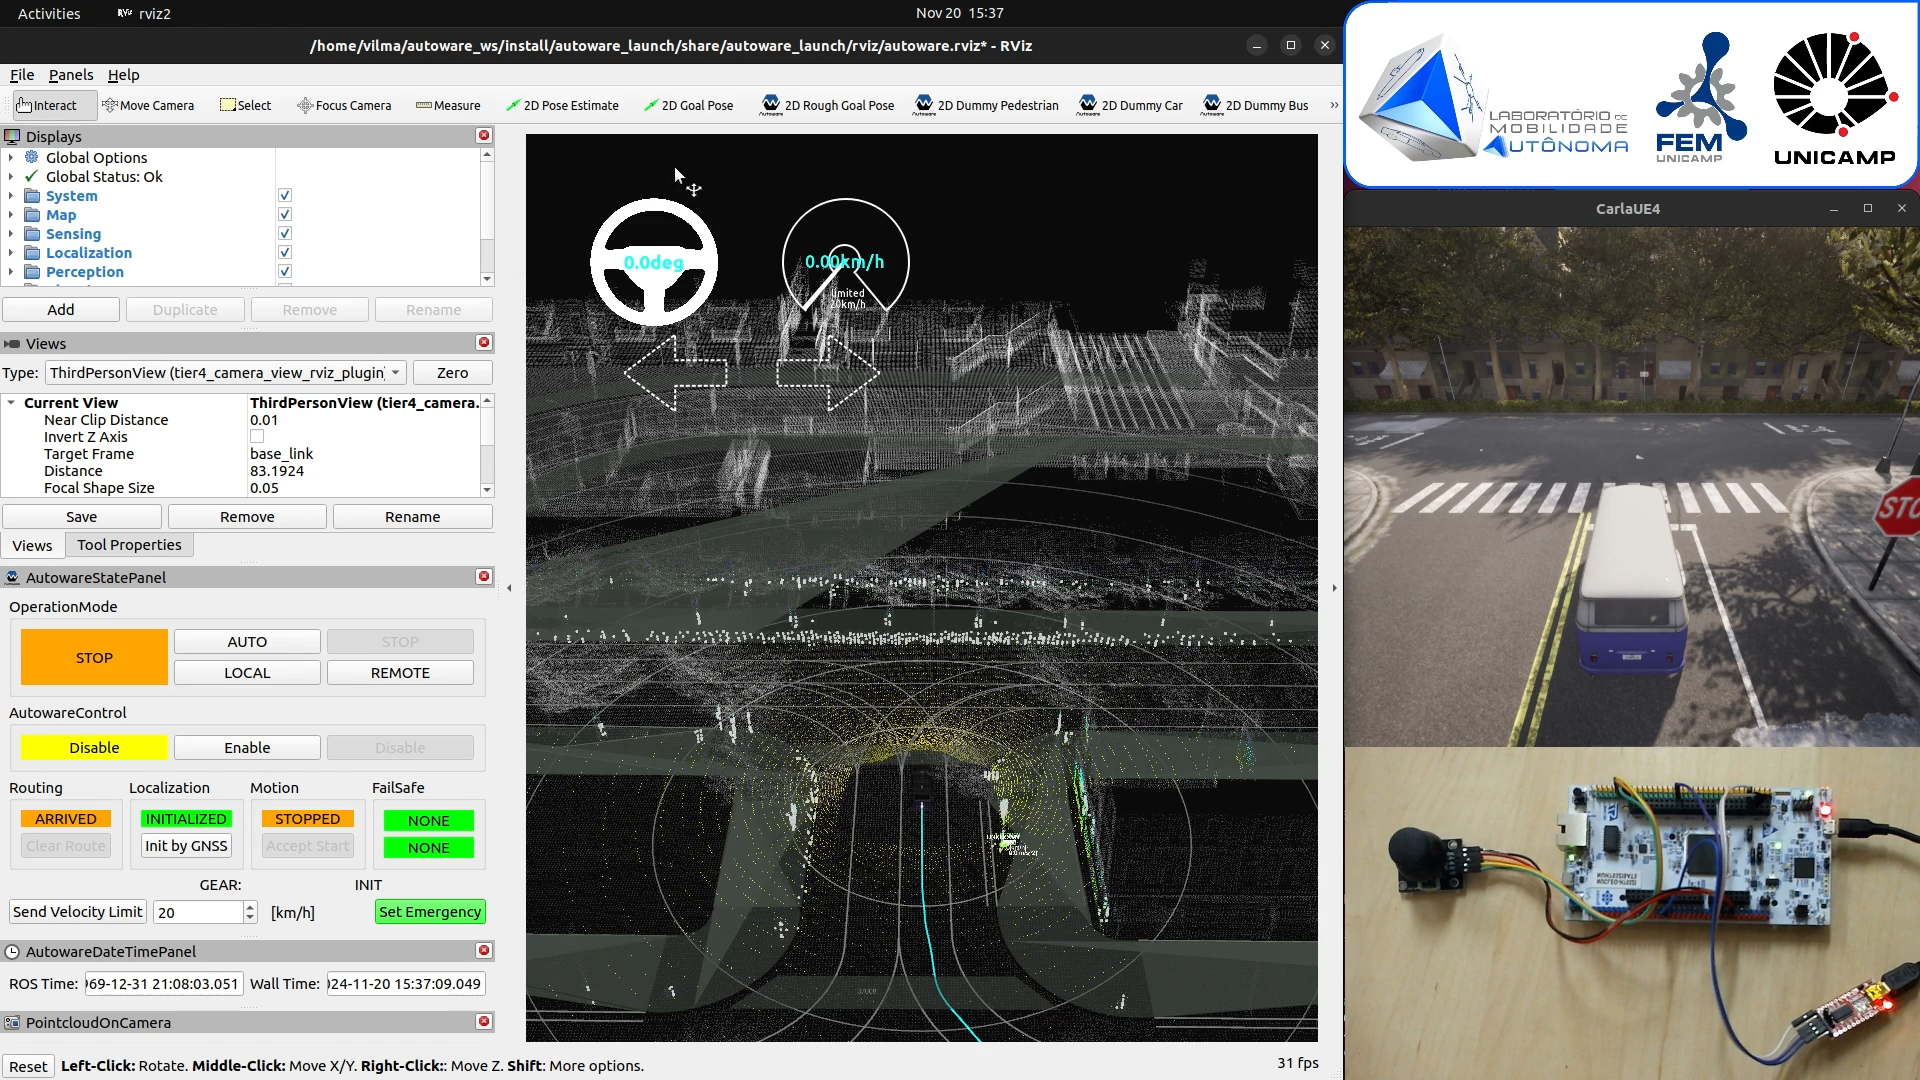 Activities
rviz2
Nov 20 15:37
/home/vilma/autoware_ws/install/autoware_launch/share/autoware_launch/rviz/autoware.rviz* - RViz
File Panels Help
Interact Move Camera Select Focus Camera Measure 2D Pose Estimate 2D Goal Pose 2D Rough Goal Pose 2D Dummy Pedestrian 2D Dummy Car 2D Dummy Bus
Displays
Global Options
Global Status: Ok
System
Map
Sensing
Localization
Perception
Add Duplicate Remove Rename
Views
Type: ThirdPersonView (tier4_camera_view_rviz_plugin) Zero
Current View ThirdPersonView (tier4_camera.
Near Clip Distance 0.01
Invert Z Axis
Target Frame base_link
Distance 83.1924
Focal Shape Size 0.05
Save Remove Rename
Views Tool Properties
AutowareStatePanel
OperationMode
STOP AUTO STOP
LOCAL REMOTE
AutowareControl
Disable Enable Disable
Routing Localization Motion FailSafe
ARRIVED INITIALIZED STOPPED NONE
Clear Route Init by GNSS Accept Start NONE
GEAR: INIT
Send Velocity Limit 20 [km/h] Set Emergency
AutowareDateTimePanel
ROS Time: 69-12-31 21:08:03.051 Wall Time: 24-11-20 15:37:09.049
PointcloudOnCamera
Reset Left-Click: Rotate. Middle-Click: Move X/Y. Right-Click:: Move Z. Shift: More options.
31 fps
0.0deg
0.00km/h
limited
20km/h
LABORATÓRIO DE
MOBILIDADE
AUTÔNOMA
FEM
UNICAMP
UNICAMP
CarlaUE4
STO